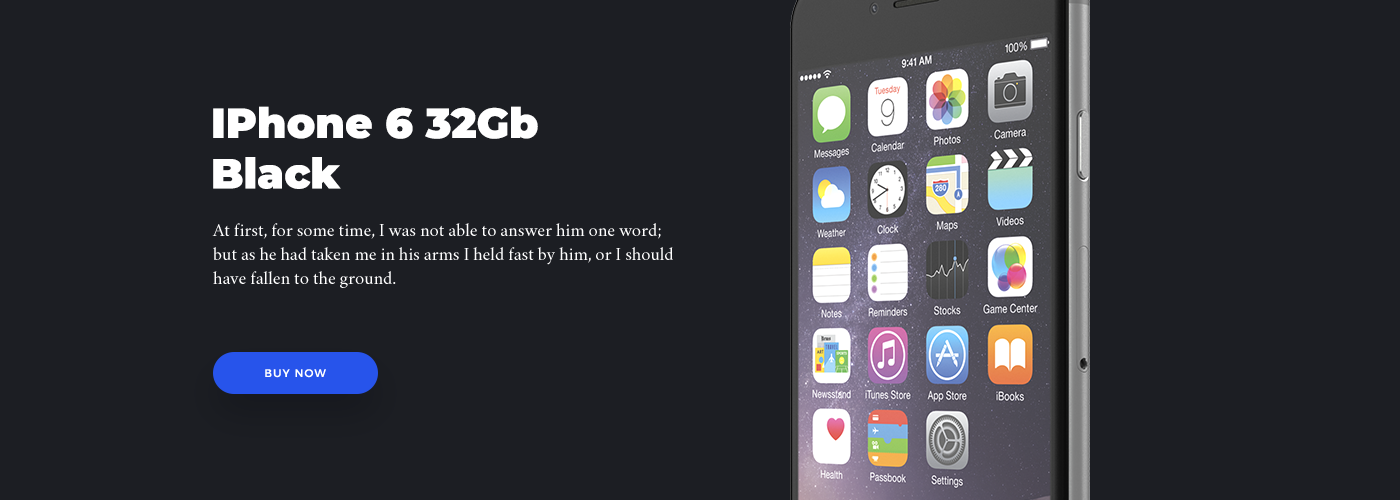 IPhone 6 32Gb
Black
At first, for some time, I was not able to answer him one word;
but as he had taken me in his arms I held fast by him, or I should
have fallen to the ground.
BUY NOW
9:41 AM
100%
Tuesday
9
Messages
Calendar
Photos
Camera
280
Weather
Clock
Maps
Videos
Notes
Reminders
Stocks
Game Center
Newsstand
iTunes Store
App Store
iBooks
Health
Passbook
Settings